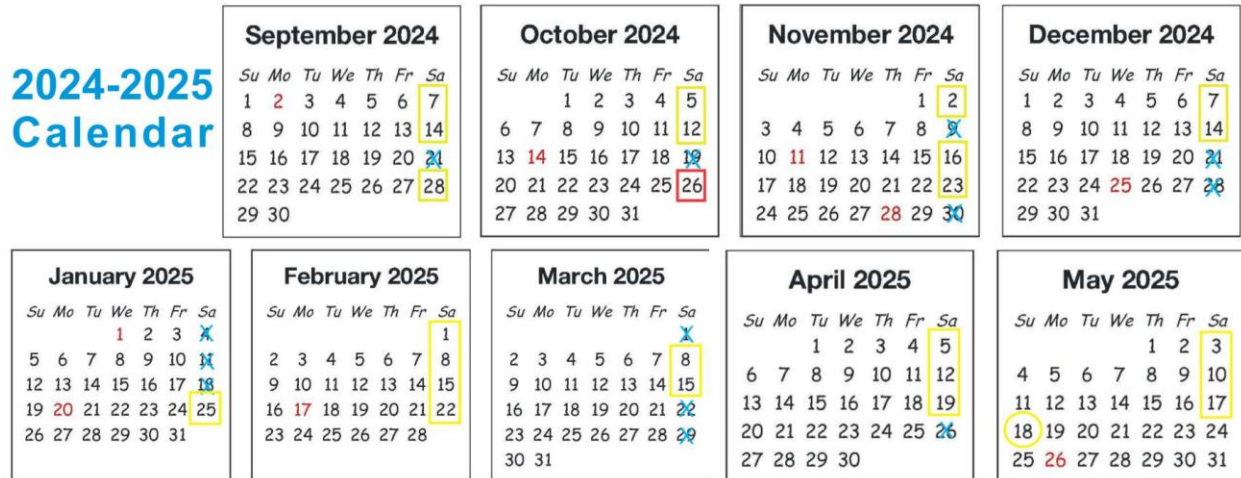 2024-2025
Calendar
September 2024
Su Mo Tu We Th Fr Sa
1 2 3 4 5 6 7
8 9 10 11 12 13 14
15 16 17 18 19 20 21
22 23 24 25 26 27 28
29 30
October 2024
Su Mo Tu We Th Fr Sa
1 2 3 4 5
6 7 8 9 10 11 12
13 14 15 16 17 18 19
20 21 22 23 24 25 26
27 28 29 30 31
November 2024
Su Mo Tu We Th Fr Sa
1 2
3 4 5 6 7 8 9
10 11 12 13 14 15 16
17 18 19 20 21 22 23
24 25 26 27 28 29 30
December 2024
Su Mo Tu We Th Fr Sa
1 2 3 4 5 6 7
8 9 10 11 12 13 14
15 16 17 18 19 20 21
22 23 24 25 26 27 28
29 30 31
January 2025
Su Mo Tu We Th Fr Sa
1 2 3 4
5 6 7 8 9 10 11
12 13 14 15 16 17 18
19 20 21 22 23 24 25
26 27 28 29 30 31
February 2025
Su Mo Tu We Th Fr Sa
1
2 3 4 5 6 7 8
9 10 11 12 13 14 15
16 17 18 19 20 21 22
23 24 25 26 27 28
March 2025
Su Mo Tu We Th Fr Sa
1
2 3 4 5 6 7 8
9 10 11 12 13 14 15
16 17 18 19 20 21 22
23 24 25 26 27 28 29
30 31
April 2025
Su Mo Tu We Th Fr Sa
1 2 3 4 5
6 7 8 9 10 11 12
13 14 15 16 17 18 19
20 21 22 23 24 25 26
27 28 29 30
May 2025
Su Mo Tu We Th Fr Sa
1 2 3
4 5 6 7 8 9 10
11 12 13 14 15 16 17
18 19 20 21 22 23 24
25 26 27 28 29 30 31